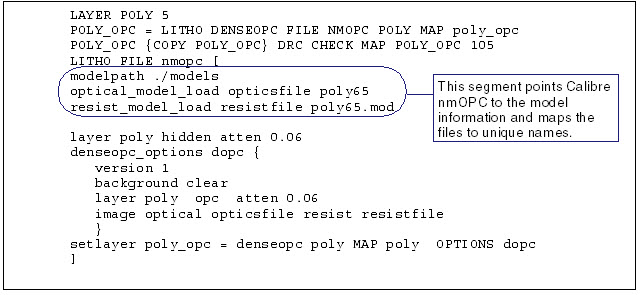 LAYER POLY 5
POLY_OPC = LITHO DENSEOPC FILE NMOPC POLY MAP poly_opc
POLY_OPC {COPY POLY_OPC} DRC CHECK MAP POLY_OPC 105
LITHO FILE nmopc [
modelpath ./models
optical_model_load opticsfile poly65
resist_model_load resistfile poly65.mod
This segment points Calibre
nmOPC to the model
information and maps the
files to unique names.
layer poly hidden atten 0.06
denseopc_options dopc {
version 1
background clear
layer poly opc atten 0.06
image optical opticsfile resist resistfile
}
setlayer poly_opc = denseopc poly MAP poly OPTIONS dopc
]